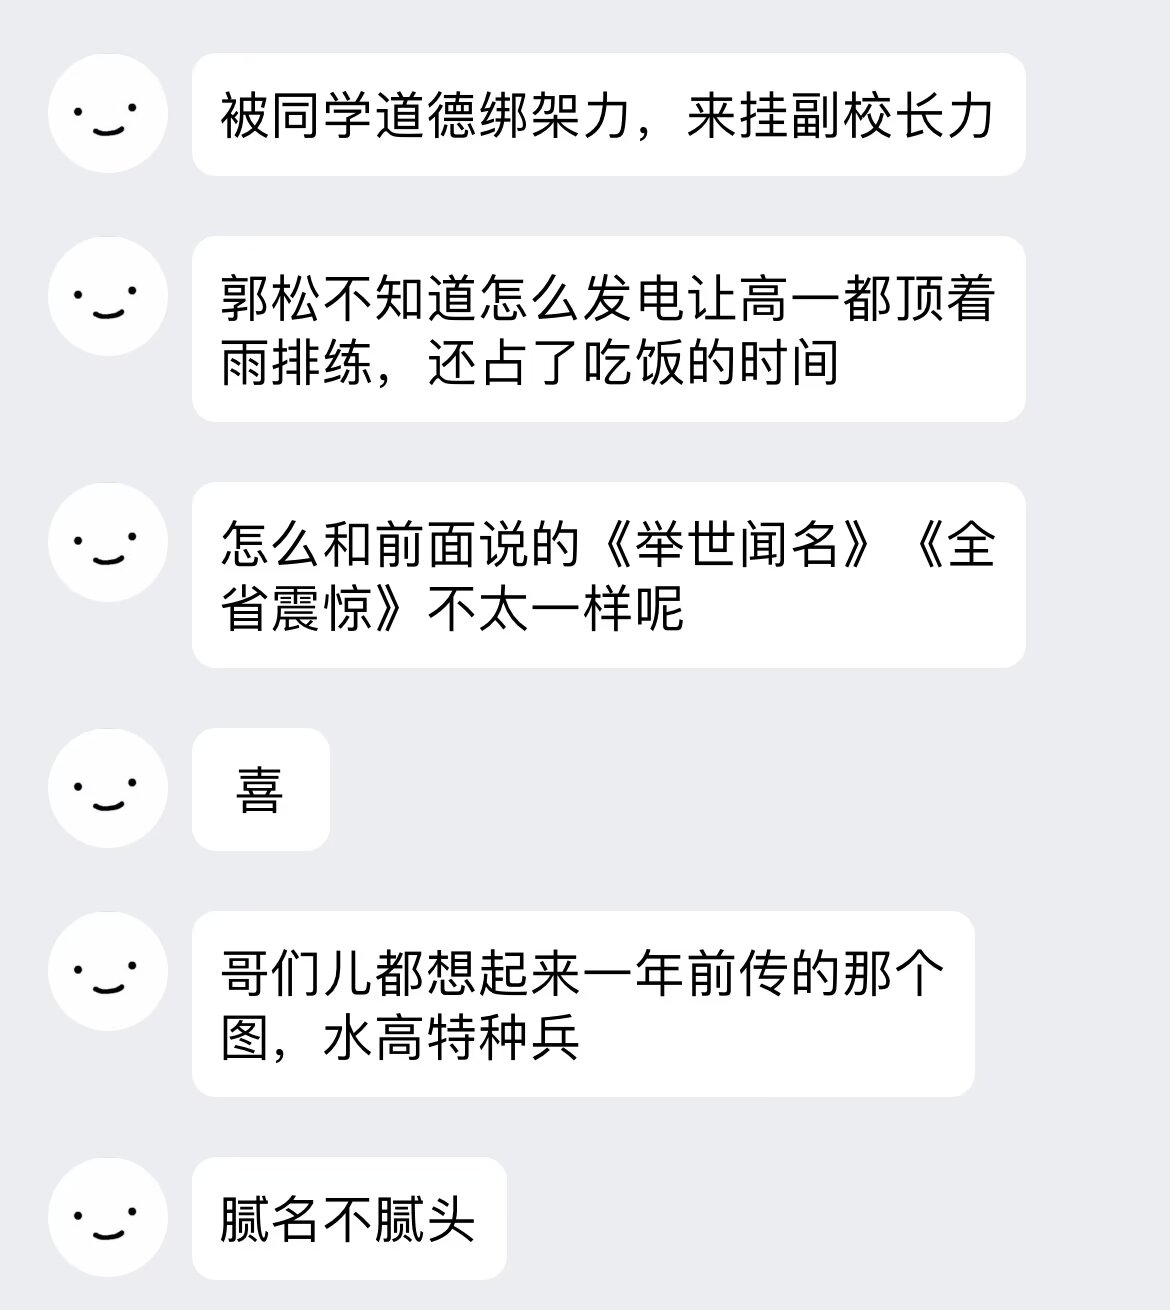 被同学道德绑架力，来挂副校长力
郭松不知道怎么发电让高一都顶着
雨排练，还占了吃饭的时间
怎么和前面说的《举世闻名》《全
省震惊》不太一样呢
喜
哥们儿都想起来一年前传的那个
图，水高特种兵
腻名不腻头